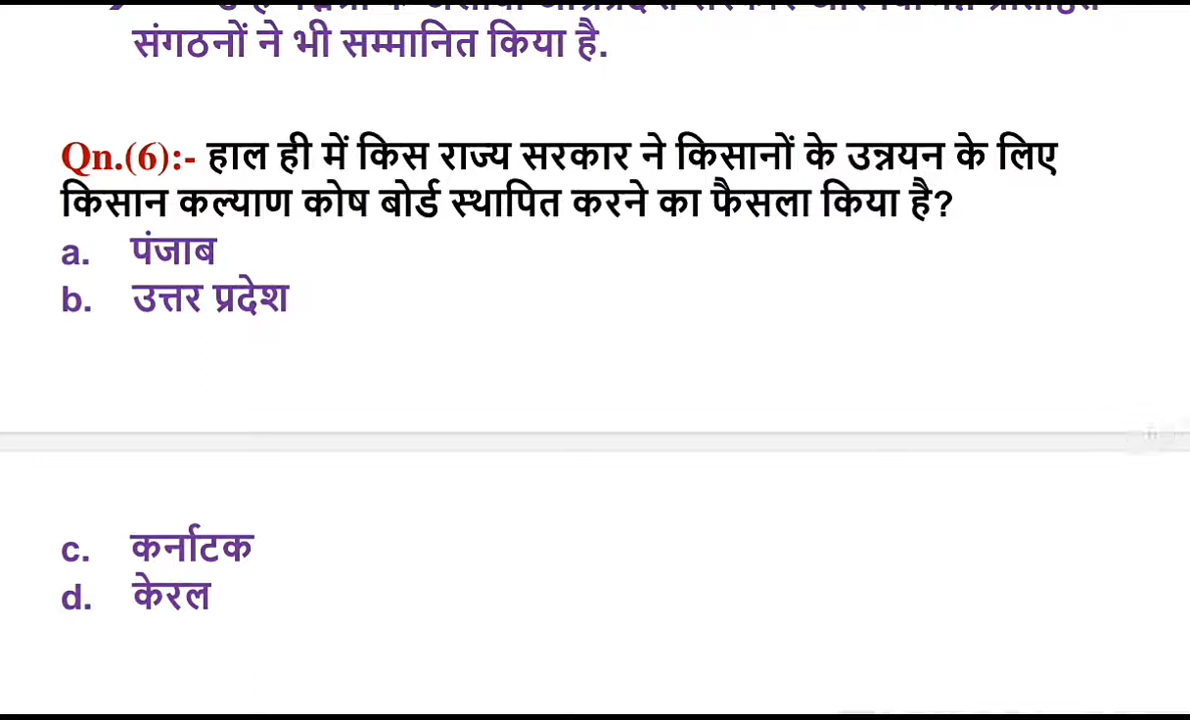 संगठनों ने भी सम्मानित किया है.
Qn.(6):- हाल ही में किस राज्य सरकार ने किसानों के उन्नयन के लिए
किसान कल्याण कोष बोर्ड स्थापित करने का फैसला किया है?
a. पंजाब
b. उत्तर प्रदेश
c. कर्नाटक
d. केरल